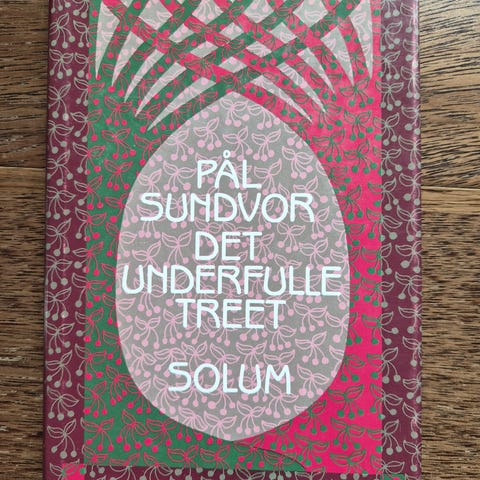 PÅL
SUNDVOR
DET
UNDERFULLE
TREET
SOLUM